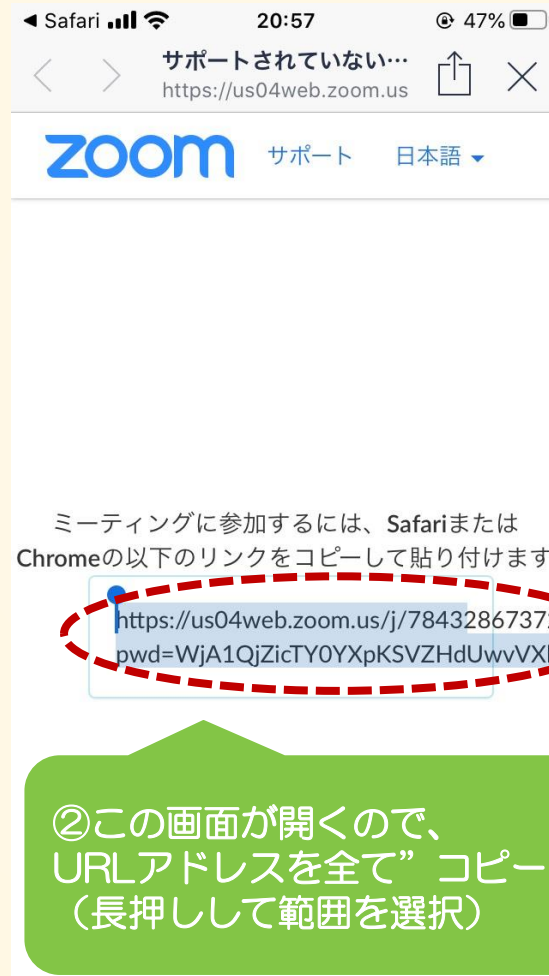 ◀ Safari 20:57 47%
サポートされていない…
https://us04web.zoom.us
zoom サポート 日本語
ミーティングに参加するには、Safariまたは
Chromeの以下のリンクをコピーして貼り付けます
https://us04web.zoom.us/j/7843286737
pwd=WjA1QjZicTY0YXpKSVZHdUwvVX
②この画面が開くので、
URLアドレスを全て”コピー
（長押しして範囲を選択）